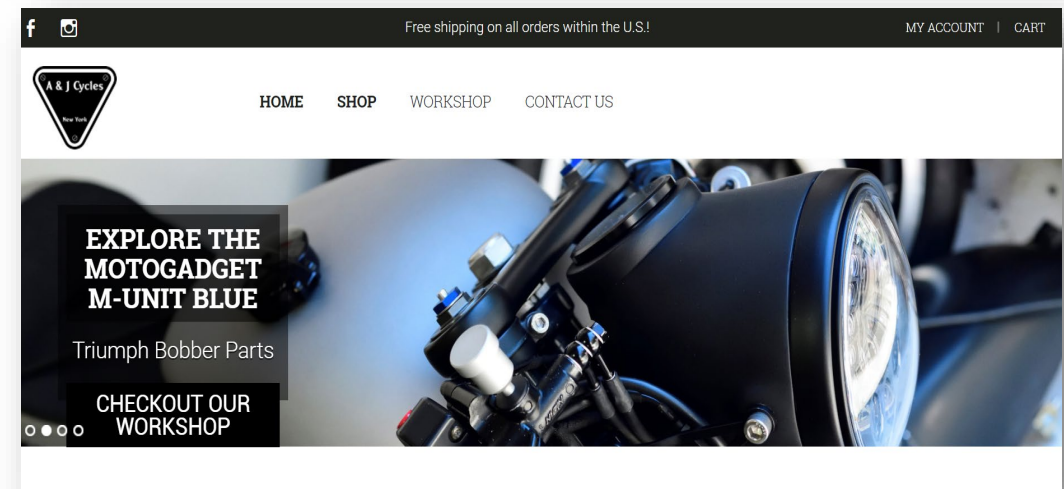 Free shipping on all orders within the U.S.!
MY ACCOUNT | CART
A & J Cycles
New York
HOME SHOP WORKSHOP CONTACT US
EXPLORE THE
MOTOGADGET
M-UNIT BLUE
Triumph Bobber Parts
CHECKOUT OUR
WORKSHOP